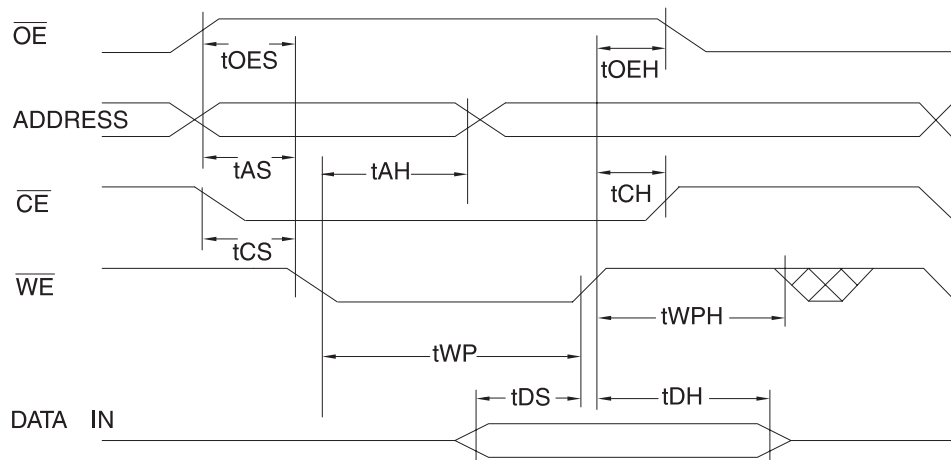 OE
tOES
tOEH
ADDRESS
tAS
tAH
tCH
CE
tCS
WE
tWPH
tWP
tDS
tDH
DATA IN